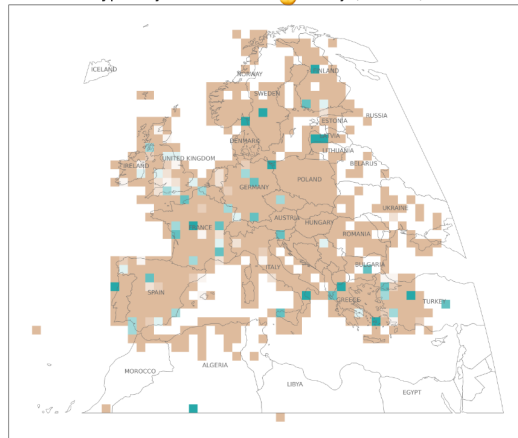 ICELAND
NORWAY
FINLAND
SWEDEN
RUSSIA
ESTONIA
DENMARK
LITHUANIA
UNITED KINGDOM
IRELAND
BELARUS
POLAND
GERMANY
UKRAINE
AUSTRIA
HUNGARY
FRANCE
ROMANIA
ITALY
BULGARIA
SPAIN
GREECE
TURKEY
ALGERIA
MOROCCO
LIBYA
EGYPT